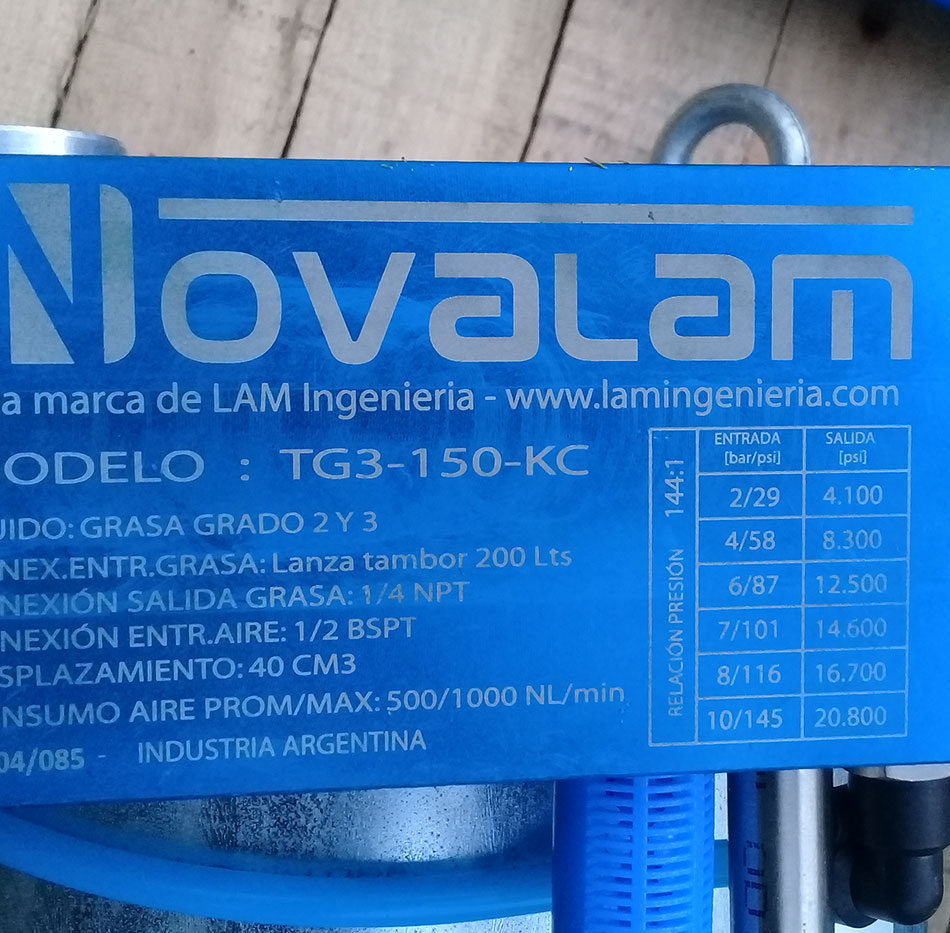 NOVALAM
a marca de LAM Ingenieria - www.lamingenieria.com
ODELO : TG3-150-KC
UIDO: GRASA GRADO 2 Y 3
NEX.ENTR.GRASA: Lanza tambor 200 Lts
NEXIÓN SALIDA GRASA: 1/4 NPT
NEXIÓN ENTR.AIRE: 1/2 BSPT
SPLAZAMIENTO: 40 CM3
NSUMO AIRE PROM/MAX: 500/1000 NL/min
04/085 - INDUSTRIA ARGENTINA
RELACIÓN PRESIÓN 144:1
ENTRADA [bar/psi] SALIDA [psi]
2/29 4.100
4/58 8.300
6/87 12.500
7/101 14.600
8/116 16.700
10/145 20.800